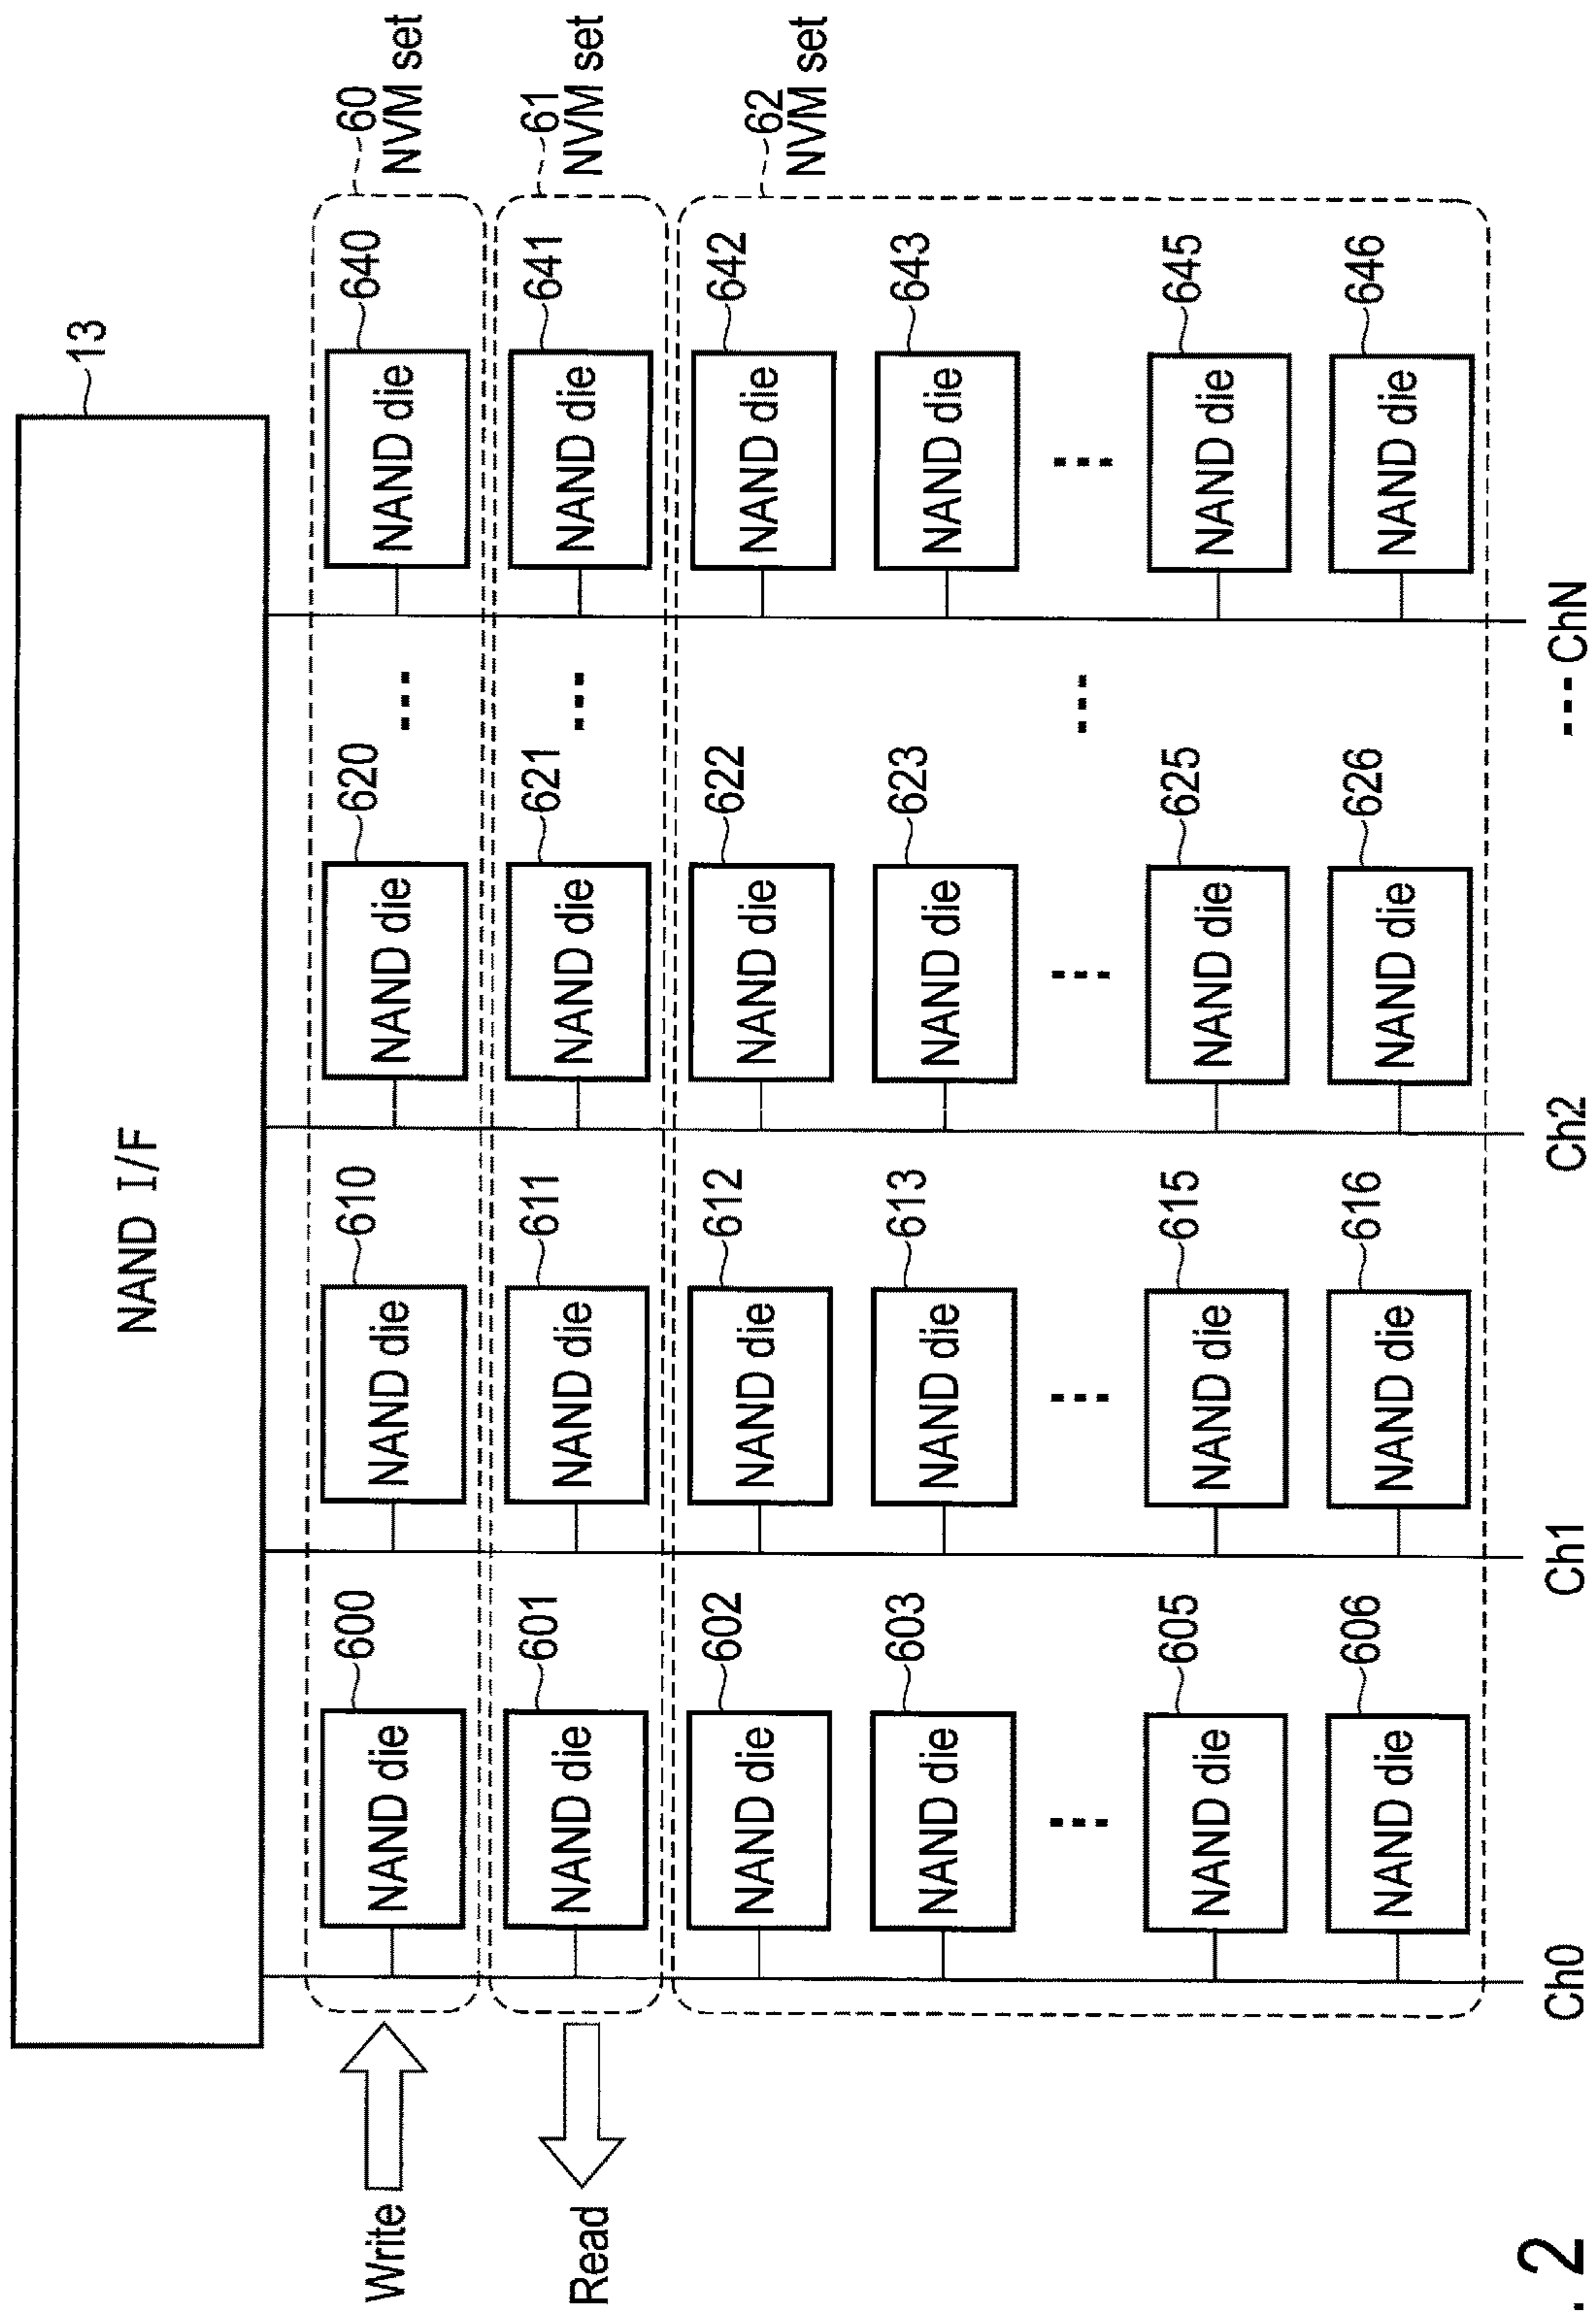 NAND I/F
13
Write
Read
600
610
620
640
60
NAND die
NAND die
NAND die
NAND die
NVM set
601
611
621
641
61
NAND die
NAND die
NAND die
NAND die
NVM set
602
612
622
642
62
NAND die
NAND die
NAND die
NAND die
NVM set
603
613
623
643
NAND die
NAND die
NAND die
NAND die
605
615
625
645
NAND die
NAND die
NAND die
NAND die
606
616
626
646
NAND die
NAND die
NAND die
NAND die
Ch0
Ch1
Ch2
ChN
. 2